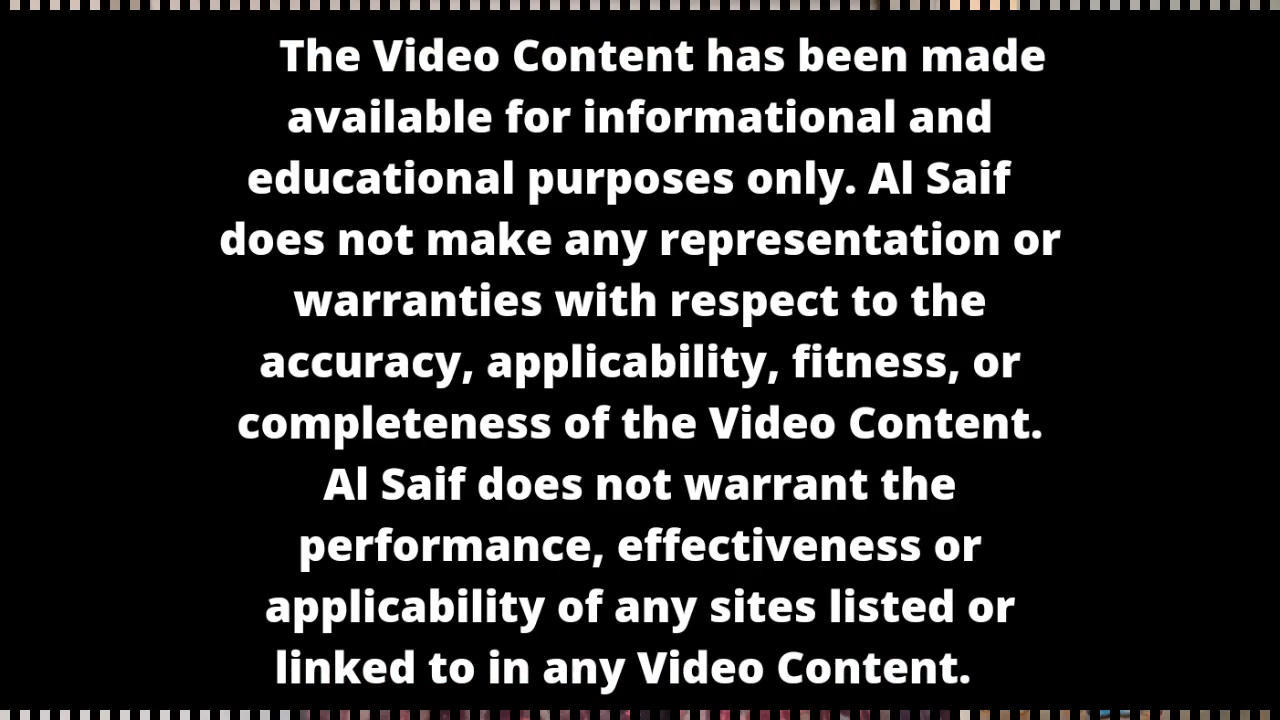 The Video Content has been made
available for informational and
educational purposes only. Al Saif
does not make any representation or
warranties with respect to the
accuracy, applicability, fitness, or
completeness of the Video Content.
Al Saif does not warrant the
performance, effectiveness or
applicability of any sites listed or
linked to in any Video Content.